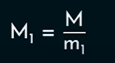 M₁ = M/m₁